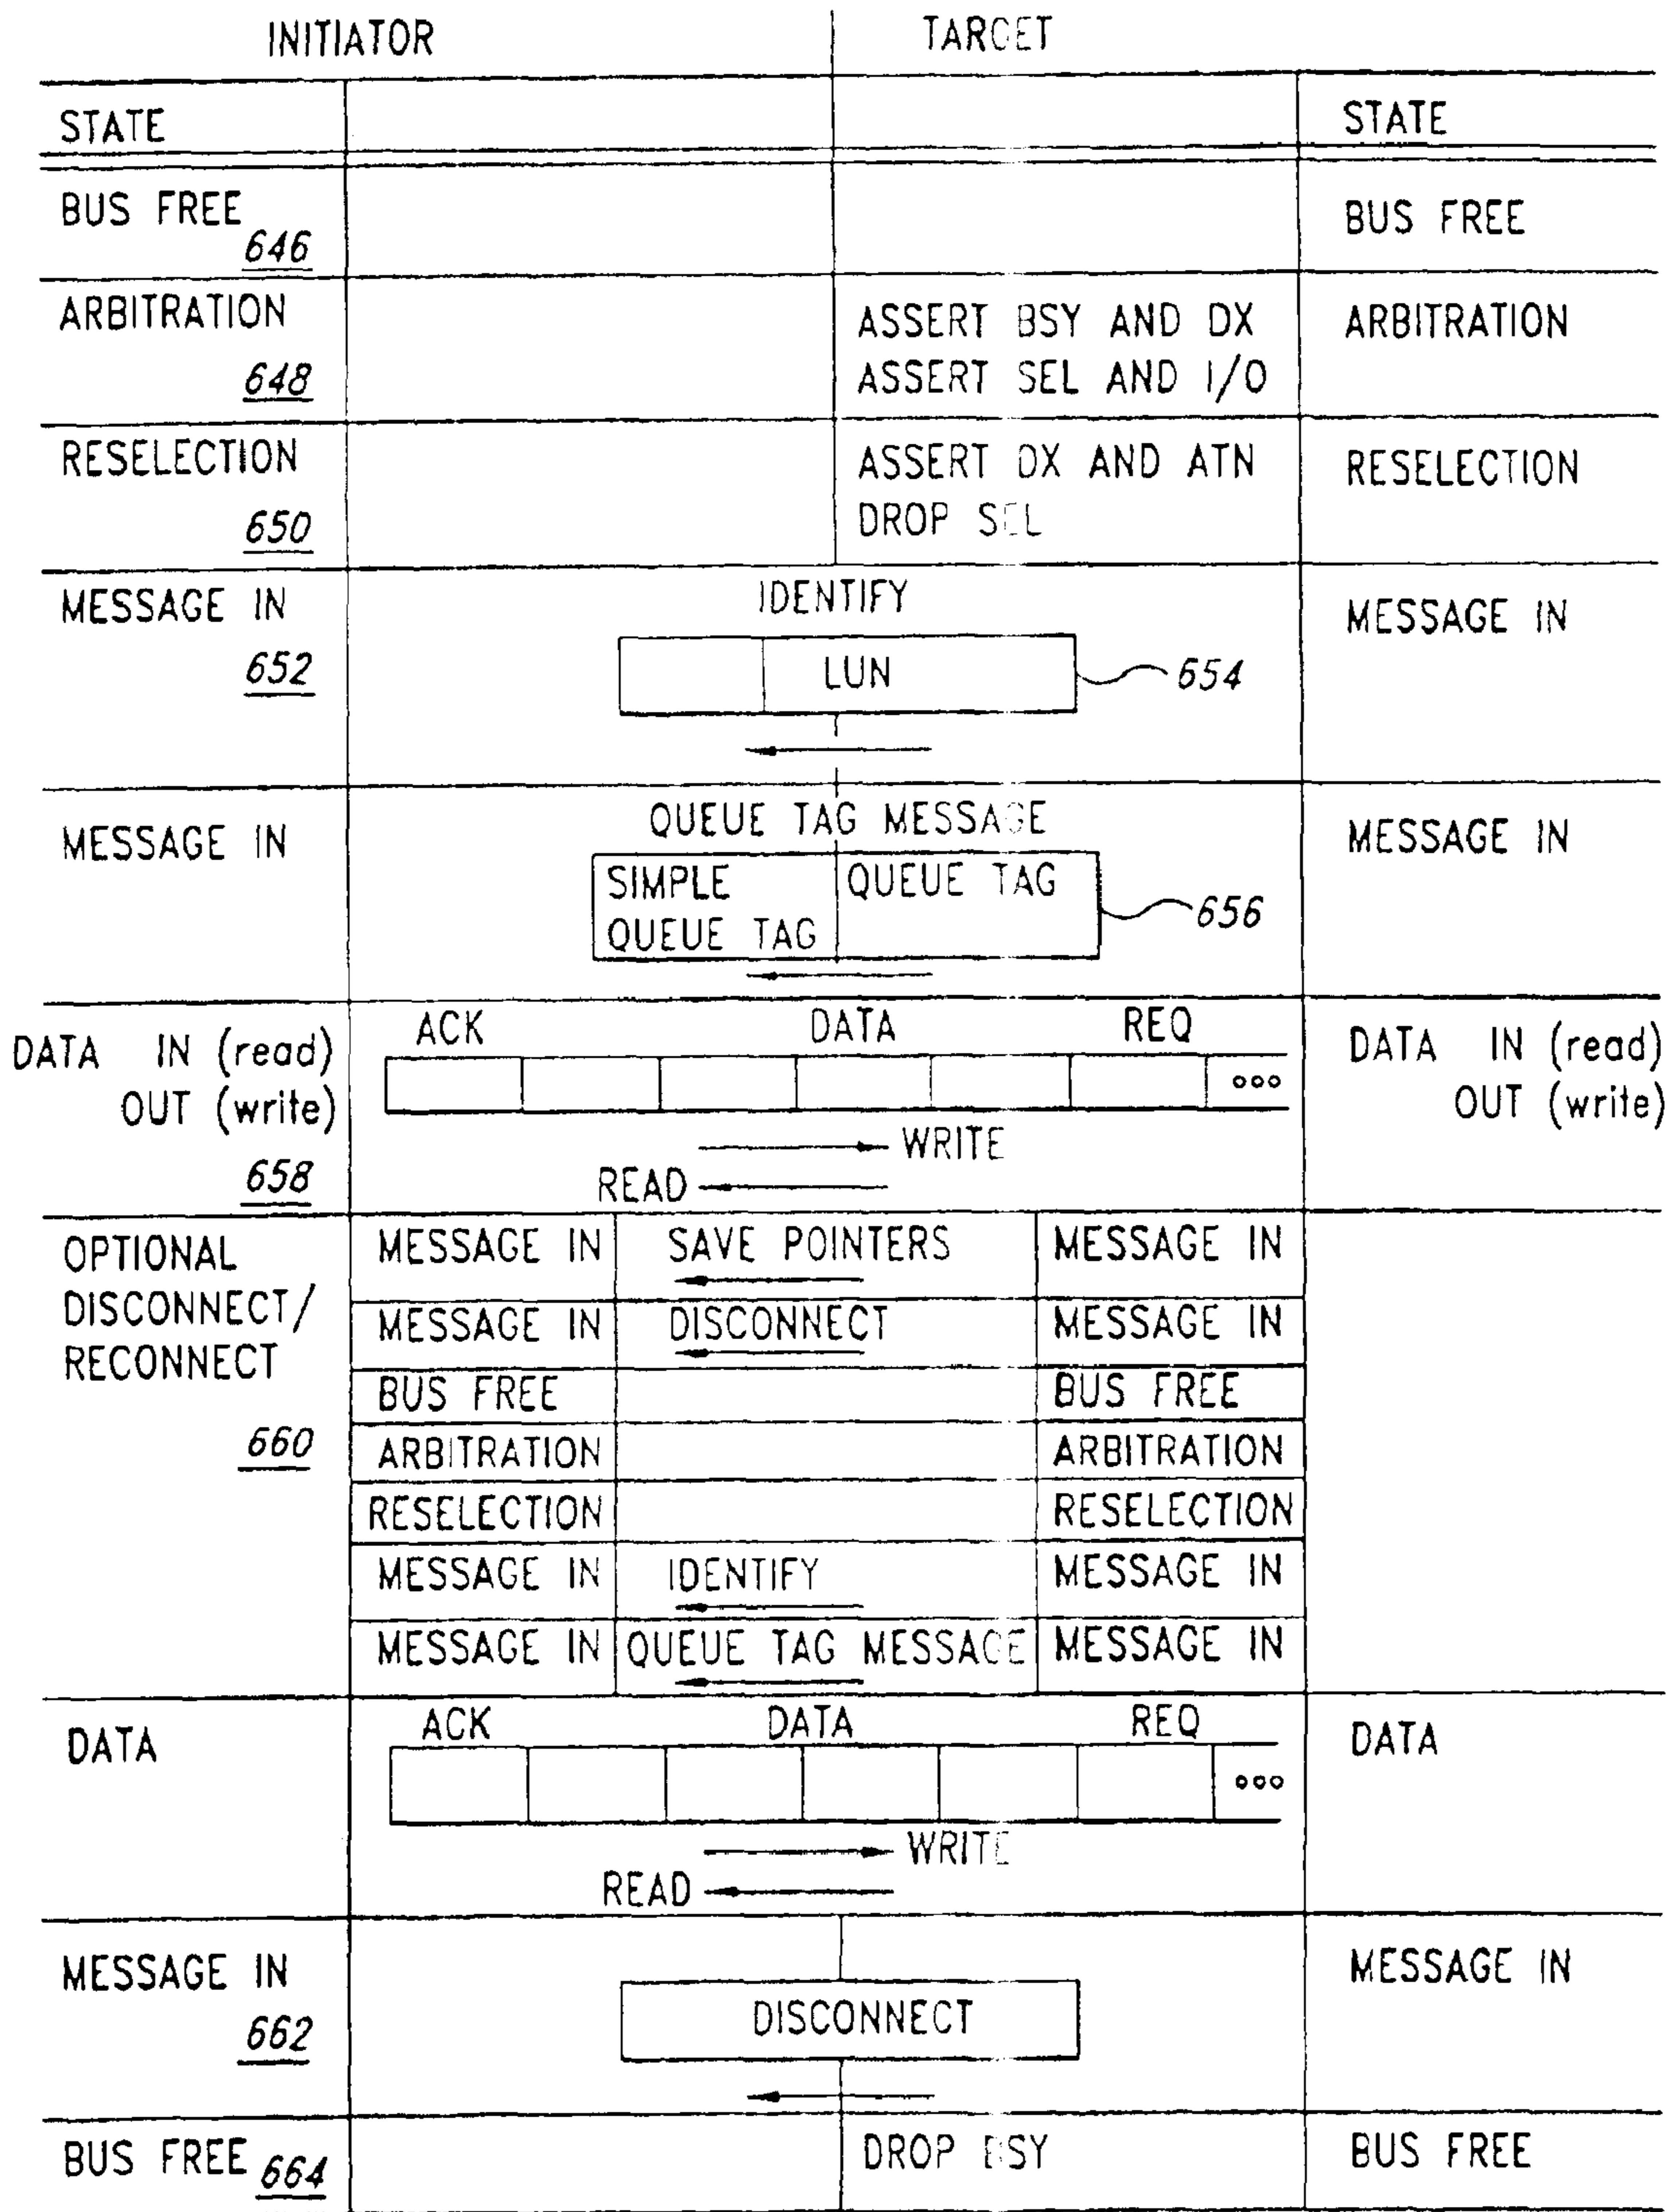 INITIATOR TARGET
STATE STATE
BUS FREE 646 BUS FREE
ARBITRATION 648 ASSERT BSY AND DX ARBITRATION
ASSERT SEL AND I/O
RESELECTION 650 ASSERT DX AND ATN RESELECTION
DROP SEL
MESSAGE IN 652 IDENTIFY MESSAGE IN
LUN 654
MESSAGE IN QUEUE TAG MESSAGE MESSAGE IN
SIMPLE QUEUE TAG
QUEUE TAG 656
DATA IN (read) ACK DATA REQ DATA IN (read)
OUT (write) ooo OUT (write)
658 WRITE
READ
OPTIONAL MESSAGE IN SAVE POINTERS MESSAGE IN
DISCONNECT/ MESSAGE IN DISCONNECT MESSAGE IN
RECONNECT BUS FREE BUS FREE
660 ARBITRATION ARBITRATION
RESELECTION RESELECTION
MESSAGE IN IDENTIFY MESSAGE IN
MESSAGE IN QUEUE TAG MESSAGE MESSAGE IN
DATA ACK DATA REQ DATA
ooo
WRITE
READ
MESSAGE IN 662 DISCONNECT MESSAGE IN
BUS FREE 664 DROP BSY BUS FREE